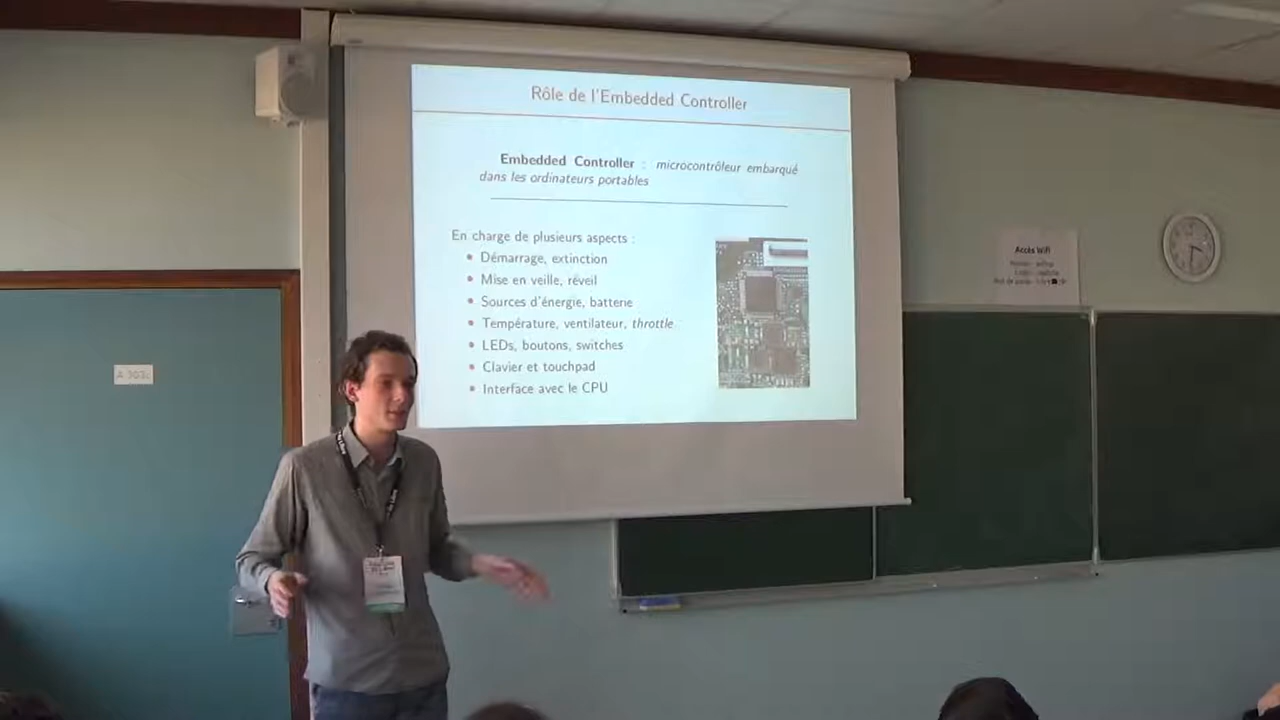 Rôle de l'Embedded Controller
Embedded Controller : microcontrôleur embarqué
dans les ordinateurs portables
En charge de plusieurs aspects :
Démarrage, extinction
Mise en veille, réveil
Sources d'énergie, batterie
Température, ventilateur, throttle
LEDs, boutons, switches
Clavier et touchpad
Interface avec le CPU
Accès Wifi